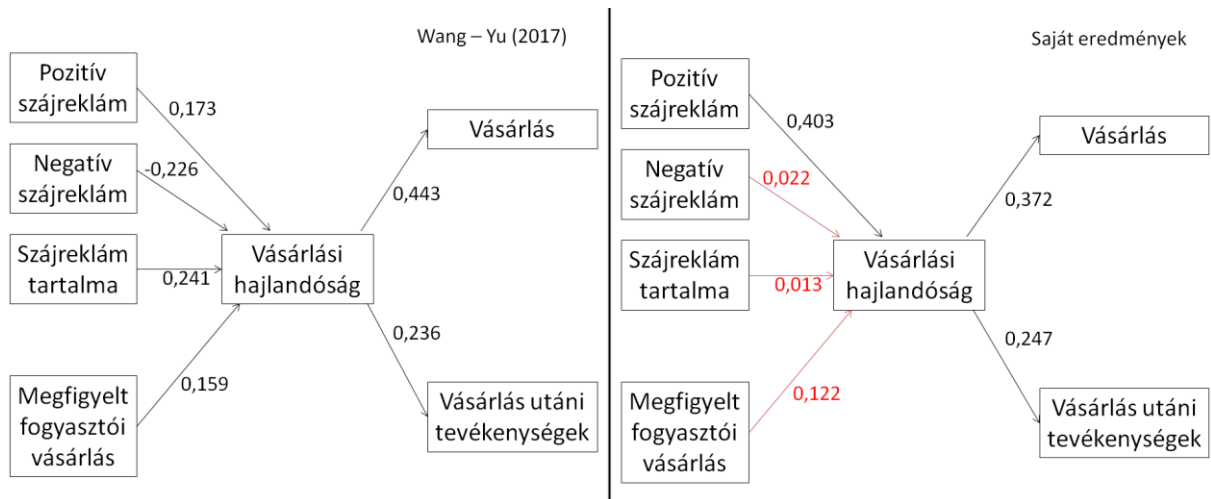 Wang – Yu (2017)
Pozitív
szájreklám
0,173
Negatív
szájreklám
-0,226
Szájreklám
tartalma
0,241
Megfigyelt
fogyasztói
vásárlás
0,159
Vásárlási
hajlandóság
0,443
Vásárlás
0,236
Vásárlás utáni
tevékenységek
Saját eredmények
Pozitív
szájreklám
0,403
Negatív
szájreklám
0,022
Szájreklám
tartalma
0,013
Megfigyelt
fogyasztói
vásárlás
0,122
Vásárlási
hajlandóság
0,372
Vásárlás
0,247
Vásárlás utáni
tevékenységek